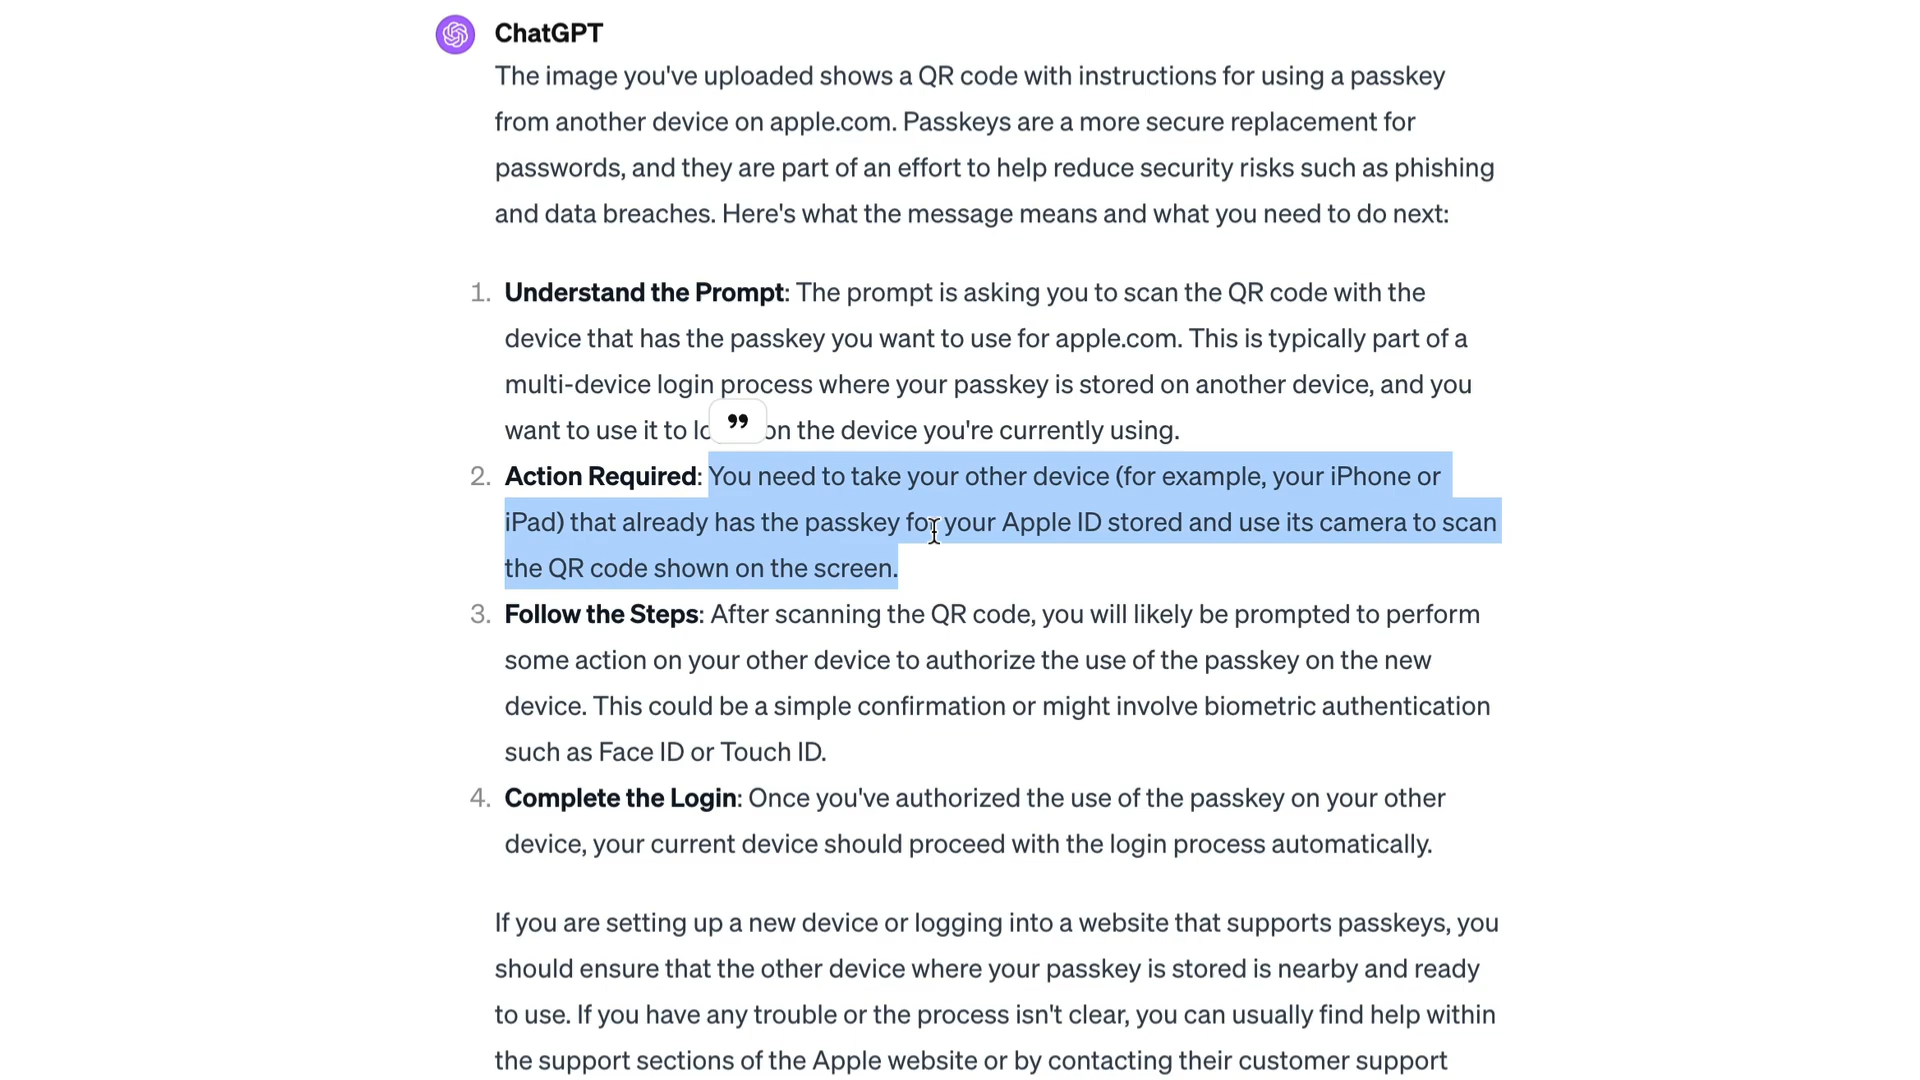 ChatGPT
The image you've uploaded shows a QR code with instructions for using a passkey
from another device on apple.com. Passkeys are a more secure replacement for
passwords, and they are part of an effort to help reduce security risks such as phishing
and data breaches. Here's what the message means and what you need to do next:
1. Understand the Prompt: The prompt is asking you to scan the QR code with the
device that has the passkey you want to use for apple.com. This is typically part of a
multi-device login process where your passkey is stored on another device, and you
want to use it to lo ” on the device you're currently using.
2. Action Required: You need to take your other device (for example, your iPhone or
iPad) that already has the passkey for your Apple ID stored and use its camera to scan
the QR code shown on the screen.
3. Follow the Steps: After scanning the QR code, you will likely be prompted to perform
some action on your other device to authorize the use of the passkey on the new
device. This could be a simple confirmation or might involve biometric authentication
such as Face ID or Touch ID.
4. Complete the Login: Once you've authorized the use of the passkey on your other
device, your current device should proceed with the login process automatically.
If you are setting up a new device or logging into a website that supports passkeys, you
should ensure that the other device where your passkey is stored is nearby and ready
to use. If you have any trouble or the process isn't clear, you can usually find help within
the support sections of the Apple website or by contacting their customer support